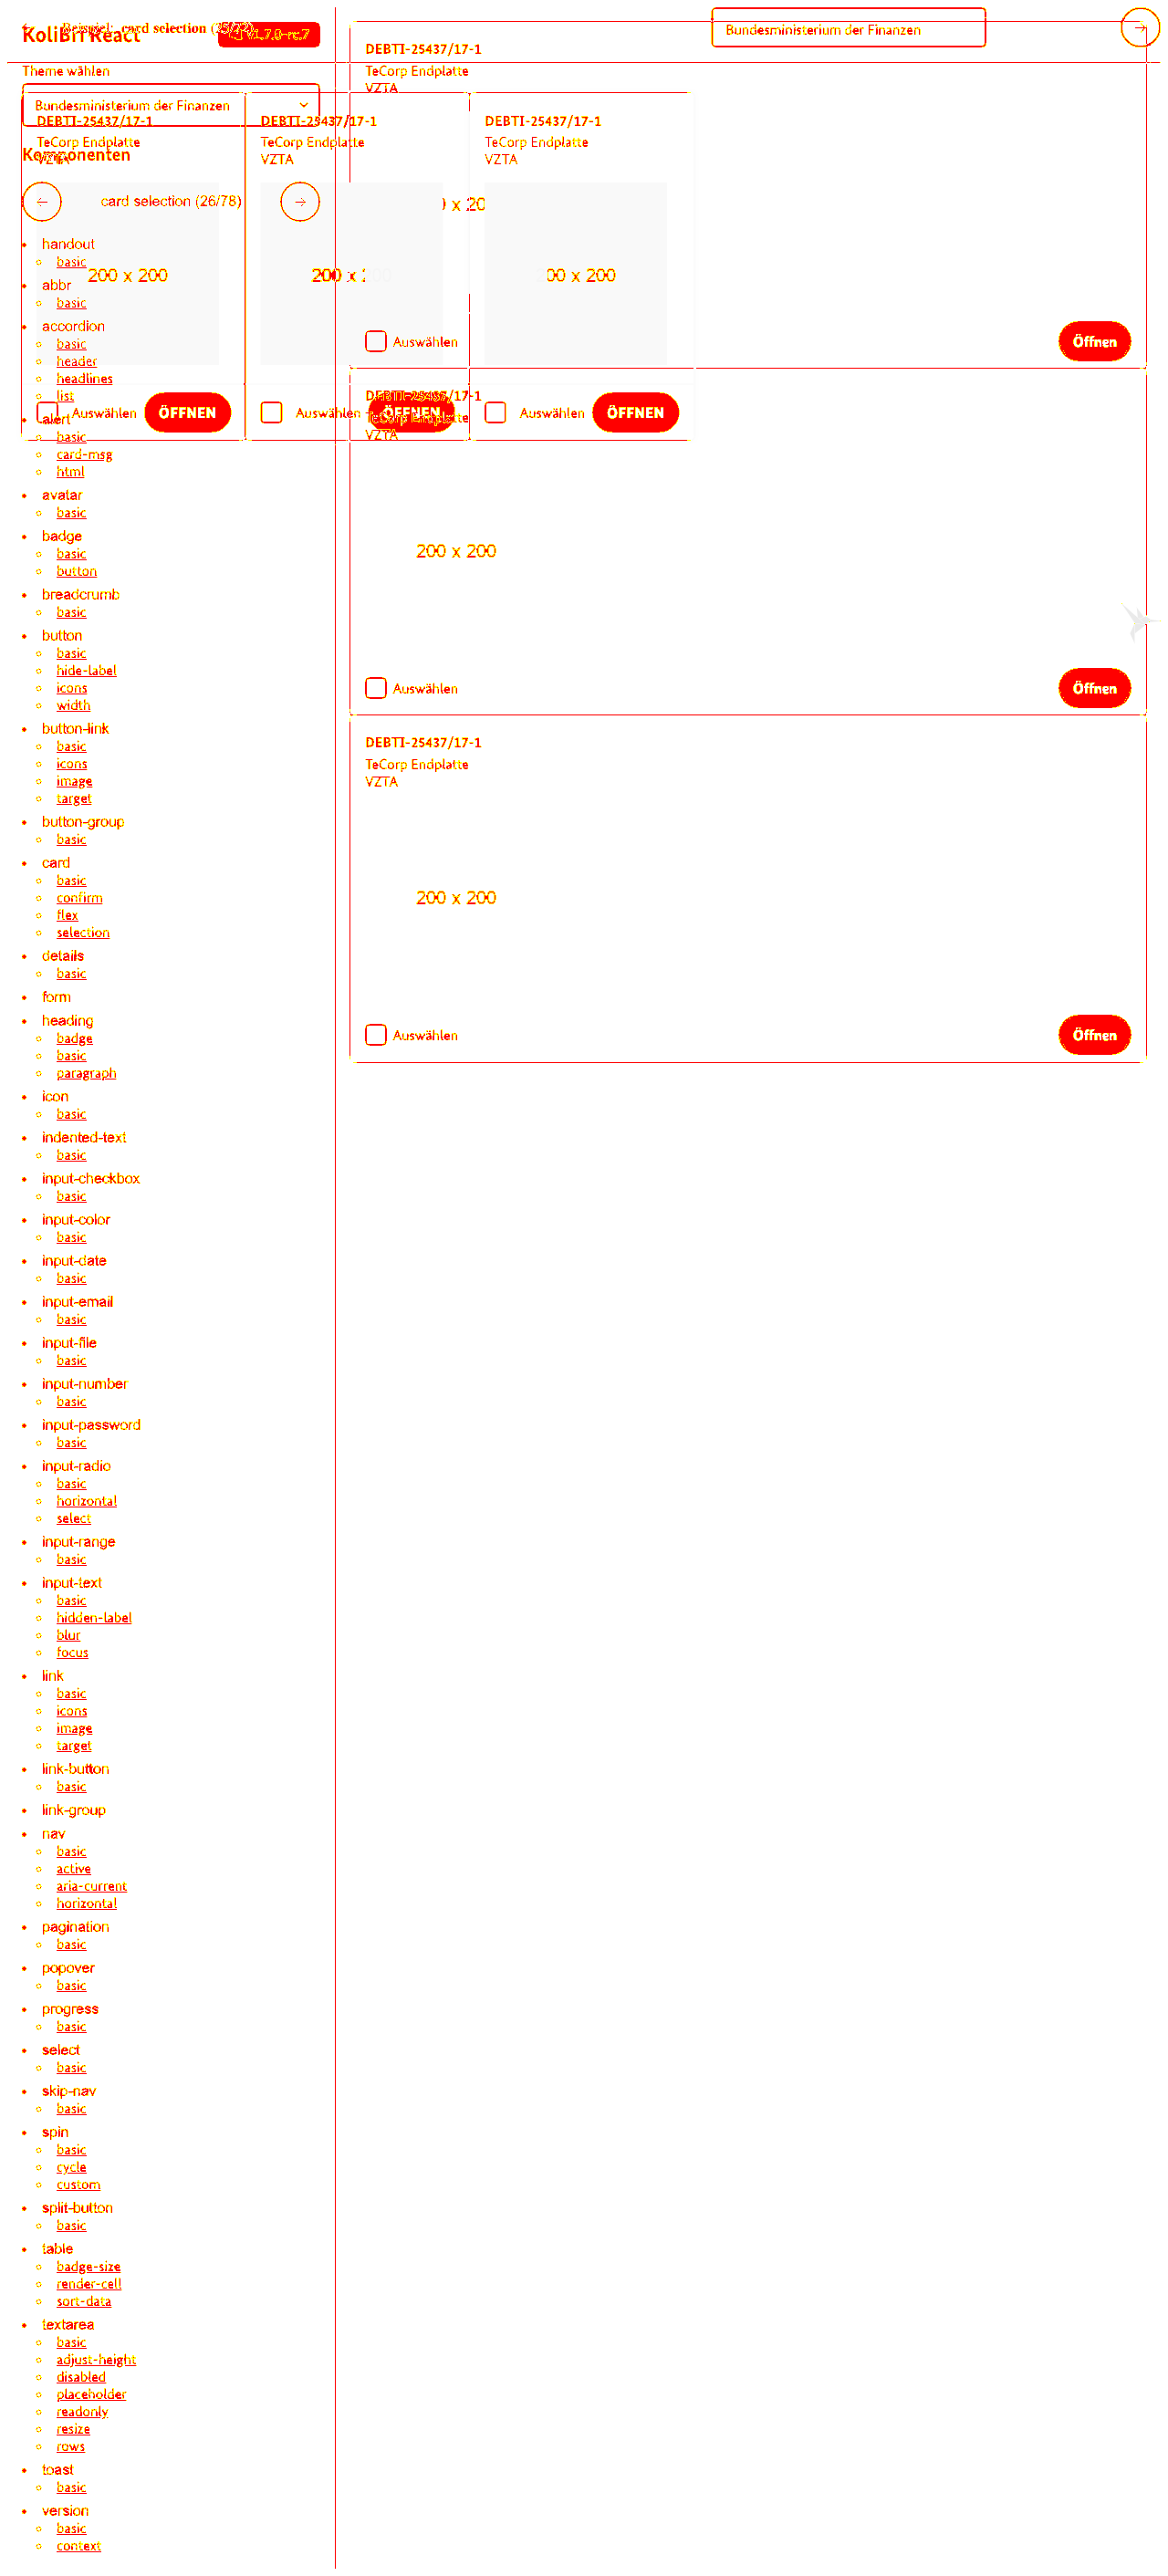 KoliBri React
v1.7.0-rc.7
Beispiel: card selection
Bundesministerium der Finanzen
Theme wählen
Bundesministerium der Finanzen
DEBTI-25437/17-1
TeCorp Endplatte
VZTA
DEBTI-25437/17-1
TeCorp Endplatte
VZTA
DEBTI-25437/17-1
TeCorp Endplatte
VZTA
DEBTI-25437/17-1
TeCorp Endplatte
VZTA
Komponenten
card selection (26/78)
200 x 200
200 x 200
Auswählen
Öffnen
Auswählen
ÖFFNEN
Auswählen
ÖFFNEN
Auswählen
ÖFFNEN
DEBTI-25437/17-1
TeCorp Endplatte
VZTA
200 x 200
Auswählen
Öffnen
DEBTI-25437/17-1
TeCorp Endplatte
VZTA
200 x 200
Auswählen
Öffnen
handout
basic
abbr
basic
accordion
basic
header
headlines
list
alert
basic
card-msg
html
avatar
basic
badge
basic
button
breadcrumb
basic
button
basic
hide-label
icons
width
button-link
basic
icons
image
target
button-group
basic
card
basic
confirm
flex
selection
details
basic
form
heading
badge
basic
paragraph
icon
basic
indented-text
basic
input-checkbox
basic
input-color
basic
input-date
basic
input-email
basic
input-file
basic
input-number
basic
input-password
basic
input-radio
basic
horizontal
select
input-range
basic
input-text
basic
hidden-label
blur
focus
link
basic
icons
image
target
link-button
basic
link-group
nav
basic
active
aria-current
horizontal
pagination
basic
popover
basic
progress
basic
select
basic
skip-nav
basic
spin
basic
cycle
custom
split-button
basic
table
badge-size
render-cell
sort-data
textarea
basic
adjust-height
disabled
placeholder
readonly
resize
rows
toast
basic
version
basic
context